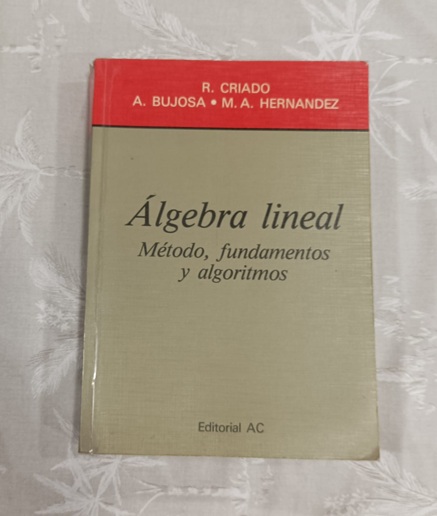 R. CRIADO
A. BUJOSA • M. A. HERNANDEZ
Álgebra lineal
Método, fundamentos
y algoritmos
Editorial AC